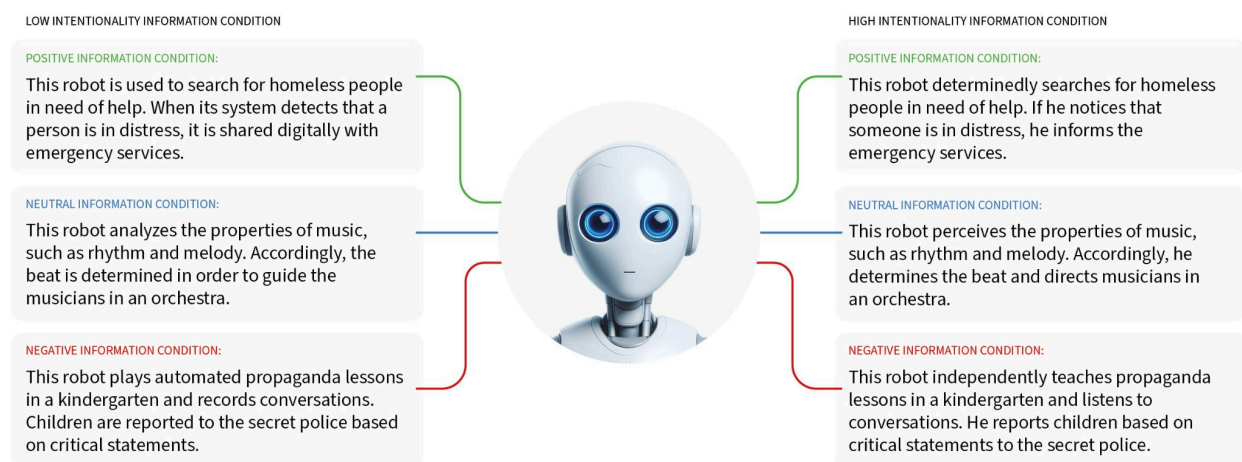 LOW INTENTIONALITY INFORMATION CONDITION
POSITIVE INFORMATION CONDITION:
This robot is used to search for homeless people
in need of help. When its system detects that a
person is in distress, it is shared digitally with
emergency services.
NEUTRAL INFORMATION CONDITION:
This robot analyzes the properties of music,
such as rhythm and melody. Accordingly, the
beat is determined in order to guide the
musicians in an orchestra.
NEGATIVE INFORMATION CONDITION:
This robot plays automated propaganda lessons
in a kindergarten and records conversations.
Children are reported to the secret police based
on critical statements.
HIGH INTENTIONALITY INFORMATION CONDITION
POSITIVE INFORMATION CONDITION:
This robot determinedly searches for homeless
people in need of help. If he notices that
someone is in distress, he informs the
emergency services.
NEUTRAL INFORMATION CONDITION:
This robot perceives the properties of music,
such as rhythm and melody. Accordingly, he
determines the beat and directs musicians in
an orchestra.
NEGATIVE INFORMATION CONDITION:
This robot independently teaches propaganda
lessons in a kindergarten and listens to
conversations. He reports children based on
critical statements to the secret police.